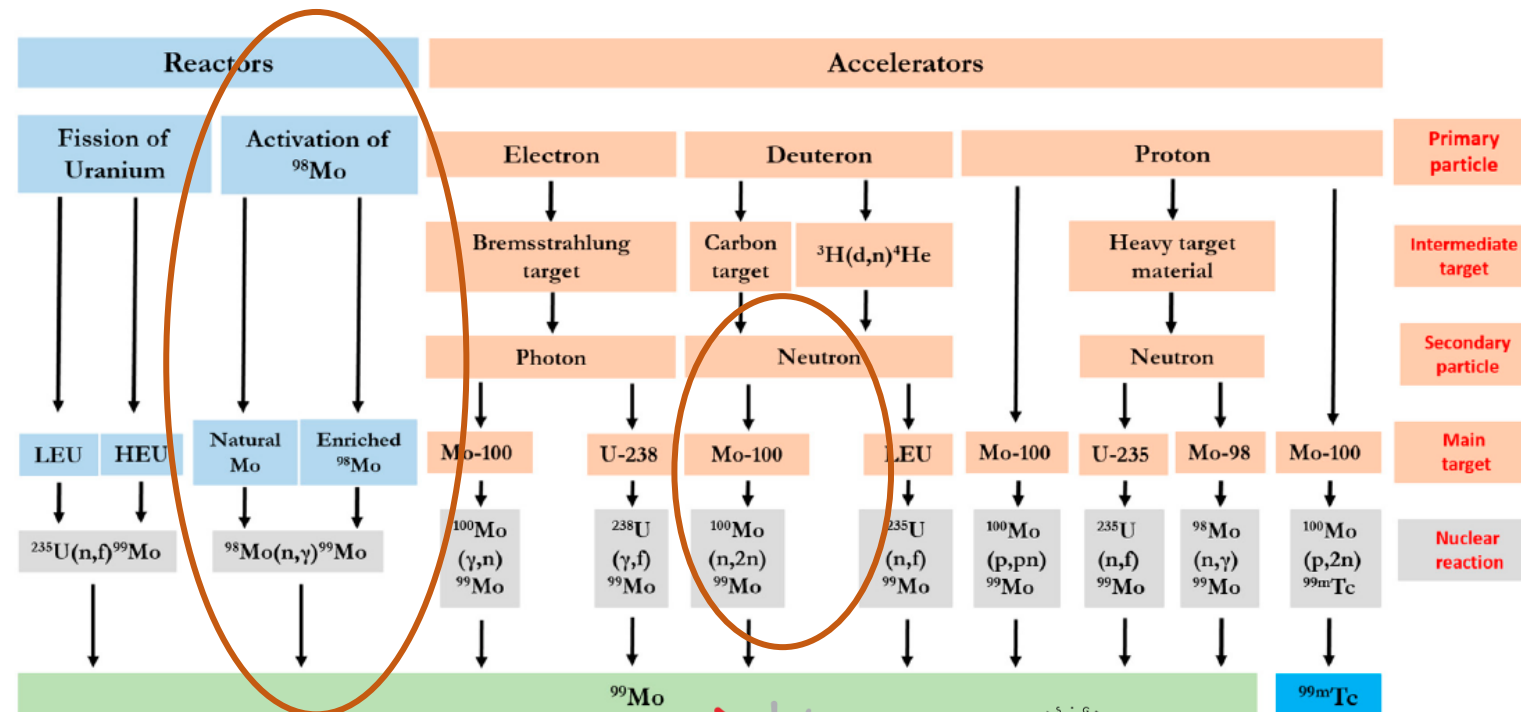 Reactors
Accelerators
Fission of
Uranium
Activation of
⁹⁸Mo
Electron
Deuteron
Proton
Primary
particle
Bremsstrahlung
target
Carbon
target
³H(d,n)⁴He
Heavy target
material
Intermediate
target
Photon
Neutron
Neutron
Secondary
particle
LEU
HEU
Natural
Mo
Enriched
⁹⁸Mo
Mo-100
U-238
Mo-100
LEU
Mo-100
U-235
Mo-98
Mo-100
Main
target
²³⁵U(n,f)⁹⁹Mo
⁹⁸Mo(n,γ)⁹⁹Mo
¹⁰⁰Mo
(γ,n)
⁹⁹Mo
²³⁸U
(γ,f)
⁹⁹Mo
¹⁰⁰Mo
(n,2n)
⁹⁹Mo
²³⁵U
(n,f)
⁹⁹Mo
¹⁰⁰Mo
(p,pn)
⁹⁹Mo
²³⁵U
(n,f)
⁹⁹Mo
⁹⁸Mo
(n,γ)
⁹⁹Mo
¹⁰⁰Mo
(p,2n)
⁹⁹ᵐTc
Nuclear
reaction
⁹⁹Mo
⁹⁹ᵐTc